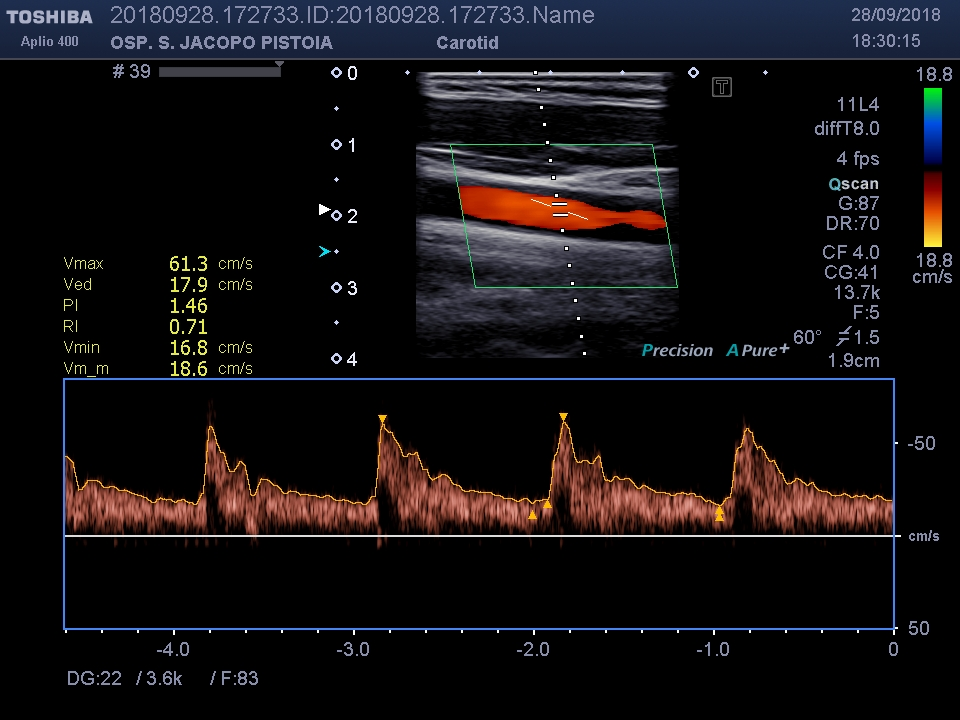 TOSHIBA 20180928.172733.ID:20180928.172733.Name 28/09/2018
Aplio 400 OSP. S. JACOPO PISTOIA Carotid 18:30:15
# 39
0
1
2
3
4
T
18.8
11L4
diffT8.0
4 fps
Qscan
G:87
DR:70
CF 4.0
CG:41
13.7k
F:5
60° 1.5
1.9cm
18.8
cm/s
Precision APure+
Vmax 61.3 cm/s
Ved 17.9 cm/s
PI 1.46
RI 0.71
Vmin 16.8 cm/s
Vm_m 18.6 cm/s
-50
cm/s
50
-4.0 -3.0 -2.0 -1.0 0
DG:22 / 3.6k / F:83